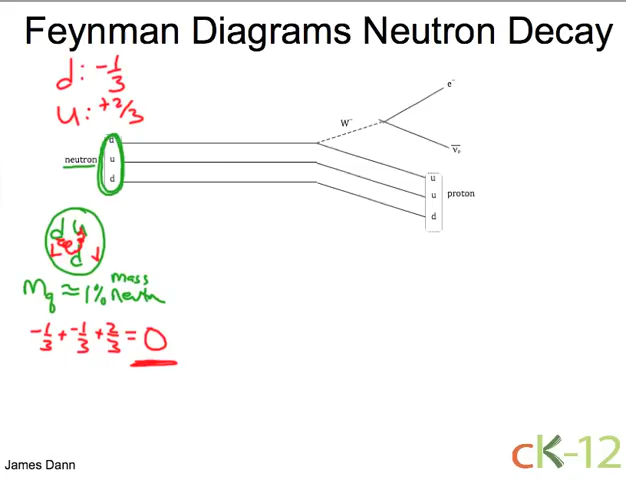 Feynman Diagrams Neutron Decay
d: -1/3
u: +2/3
e⁻
W⁻
ν̅ₑ
neutron
d
u
d
u
u
d
proton
d u
d
mq ≈ 1% mass
-1/3 + -1/3 + 2/3 = 0
James Dann
cK-12